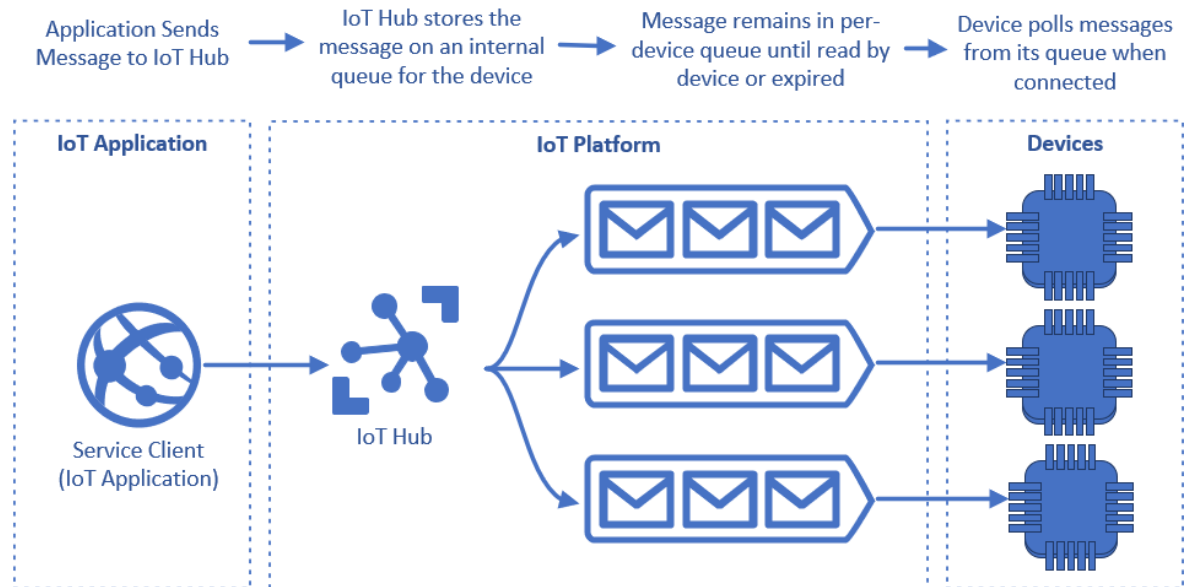 Application Sends
Message to IoT Hub
IoT Hub stores the
message on an internal
queue for the device
Message remains in per-
device queue until read by
device or expired
Device polls messages
from its queue when
connected
IoT Application
IoT Platform
Devices
Service Client
(IoT Application)
IoT Hub